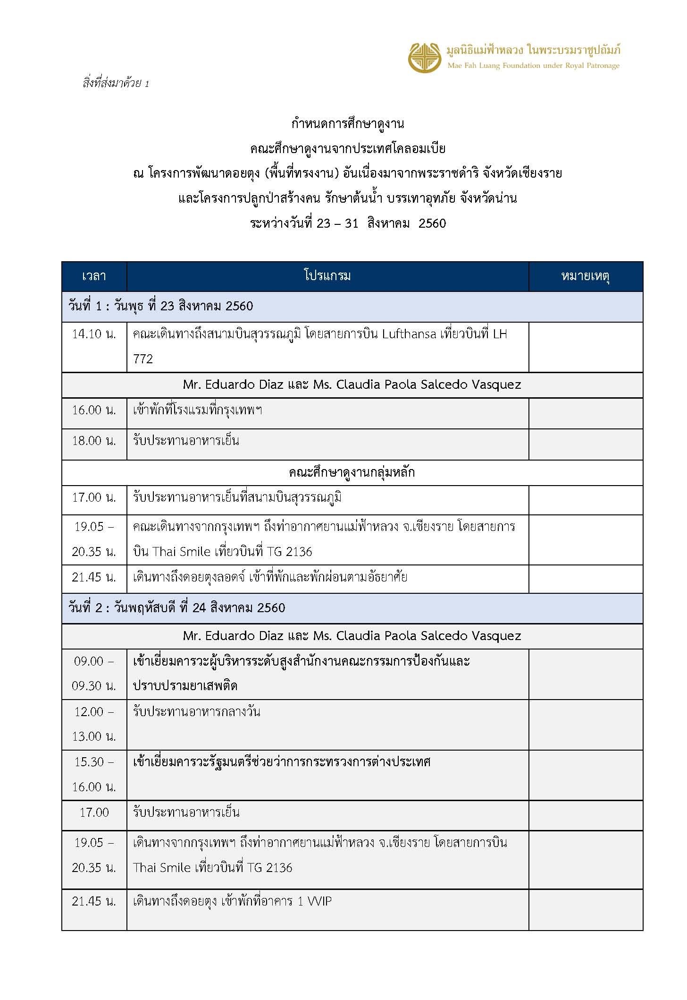 มูลนิธิแม่ฟ้าหลวง ในพระบรมราชูปถัมภ์
Mae Fah Luang Foundation under Royal Patronage
สิ่งที่ส่งมาด้วย 1
กำหนดการศึกษาดูงาน
คณะศึกษาดูงานจากประเทศโคลอมเบีย
ณ โครงการพัฒนาดอยตุง (พื้นที่ทรงงาน) อันเนื่องมาจากพระราชดำริ จังหวัดเชียงราย
และโครงการปลูกป่าสร้างคน รักษาต้นน้ำ บรรเทาอุทภัย จังหวัดน่าน
ระหว่างวันที่ 23 – 31 สิงหาคม 2560
เวลา โปรแกรม หมายเหตุ
วันที่ 1 : วันพุธ ที่ 23 สิงหาคม 2560
14.10 น. คณะเดินทางถึงสนามบินสุวรรณภูมิ โดยสายการบิน Lufthansa เที่ยวบินที่ LH
772
Mr. Eduardo Diaz และ Ms. Claudia Paola Salcedo Vasquez
16.00 น. เข้าพักที่โรงแรมที่กรุงเทพฯ
18.00 น. รับประทานอาหารเย็น
คณะศึกษาดูงานกลุ่มหลัก
17.00 น. รับประทานอาหารเย็นที่สนามบินสุวรรณภูมิ
19.05 – คณะเดินทางจากกรุงเทพฯ ถึงท่าอากาศยานแม่ฟ้าหลวง จ.เชียงราย โดยสายการ
20.35 น. บิน Thai Smile เที่ยวบินที่ TG 2136
21.45 น. เดินทางถึงดอยตุงลอดจ์ เข้าที่พักและพักผ่อนตามอัธยาศัย
วันที่ 2 : วันพฤหัสบดี ที่ 24 สิงหาคม 2560
Mr. Eduardo Diaz และ Ms. Claudia Paola Salcedo Vasquez
09.00 – เข้าเยี่ยมคารวะผู้บริหารระดับสูงสำนักงานคณะกรรมการป้องกันและ
09.30 น. ปราบปรามยาเสพติด
12.00 – รับประทานอาหารกลางวัน
13.00 น.
15.30 – เข้าเยี่ยมคารวะรัฐมนตรีช่วยว่าการกระทรวงการต่างประเทศ
16.00 น.
17.00 รับประทานอาหารเย็น
19.05 – เดินทางจากกรุงเทพฯ ถึงท่าอากาศยานแม่ฟ้าหลวง จ.เชียงราย โดยสายการบิน
20.35 น. Thai Smile เที่ยวบินที่ TG 2136
21.45 น. เดินทางถึงดอยตุง เข้าพักที่อาคาร 1 VVIP